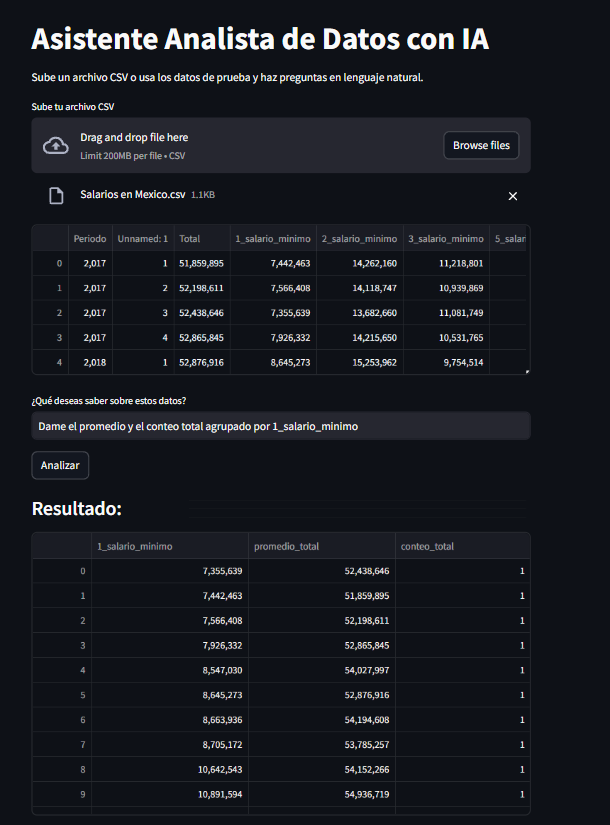 Asistente Analista de Datos con IA
Sube un archivo CSV o usa los datos de prueba y haz preguntas en lenguaje natural.
Sube tu archivo CSV
Drag and drop file here
Limit 200MB per file • CSV
Browse files
Salarios en Mexico.csv 1.1KB
Periodo Unnamed: 1 Total 1_salario_minimo 2_salario_minimo 3_salario_minimo 5_salar
0 2,017 1 51,859,895 7,442,463 14,262,160 11,218,801
1 2,017 2 52,198,611 7,566,408 14,118,747 10,939,869
2 2,017 3 52,438,646 7,355,639 13,682,660 11,081,749
3 2,017 4 52,865,845 7,926,332 14,215,650 10,531,765
4 2,018 1 52,876,916 8,645,273 15,253,962 9,754,514
¿Qué deseas saber sobre estos datos?
Dame el promedio y el conteo total agrupado por 1_salario_minimo
Analizar
Resultado:
1_salario_minimo promedio_total conteo_total
0 7,355,639 52,438,646 1
1 7,442,463 51,859,895 1
2 7,566,408 52,198,611 1
3 7,926,332 52,865,845 1
4 8,547,030 54,027,997 1
5 8,645,273 52,876,916 1
6 8,663,936 54,194,608 1
7 8,705,172 53,785,257 1
8 10,642,543 54,152,266 1
9 10,891,594 54,936,719 1